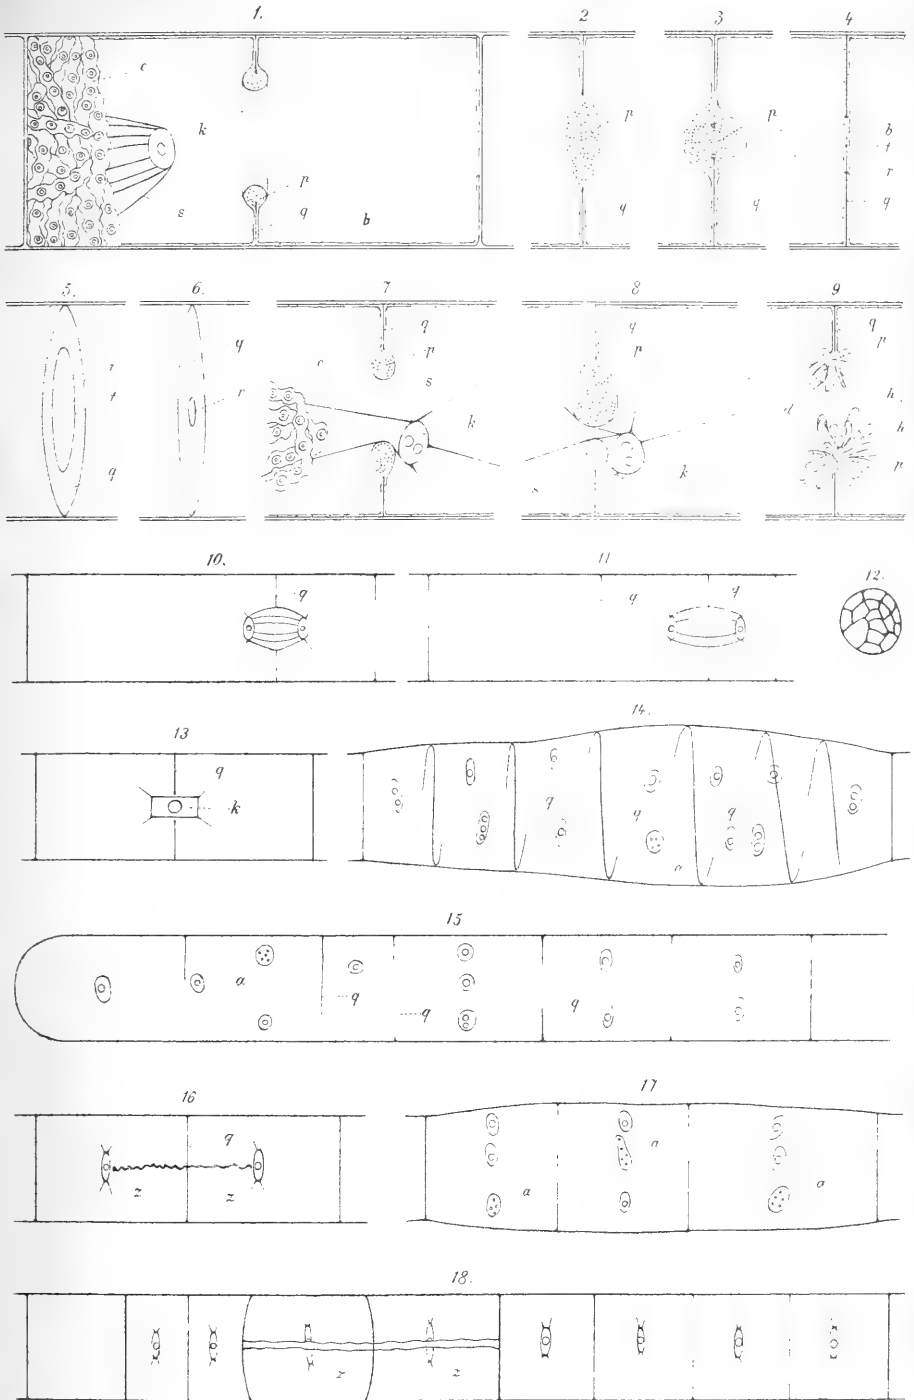 1. 2 3 4
c k s p q b
p q
p q
b t r q
5. 6. 7 8 9
r t q
q r
c q p s k
q p s k
d q p h h p
10. 11 12.
q
q q
13 14.
q k
q q q a
15
a q q q
16 17
q z z
a a a
18.
z z